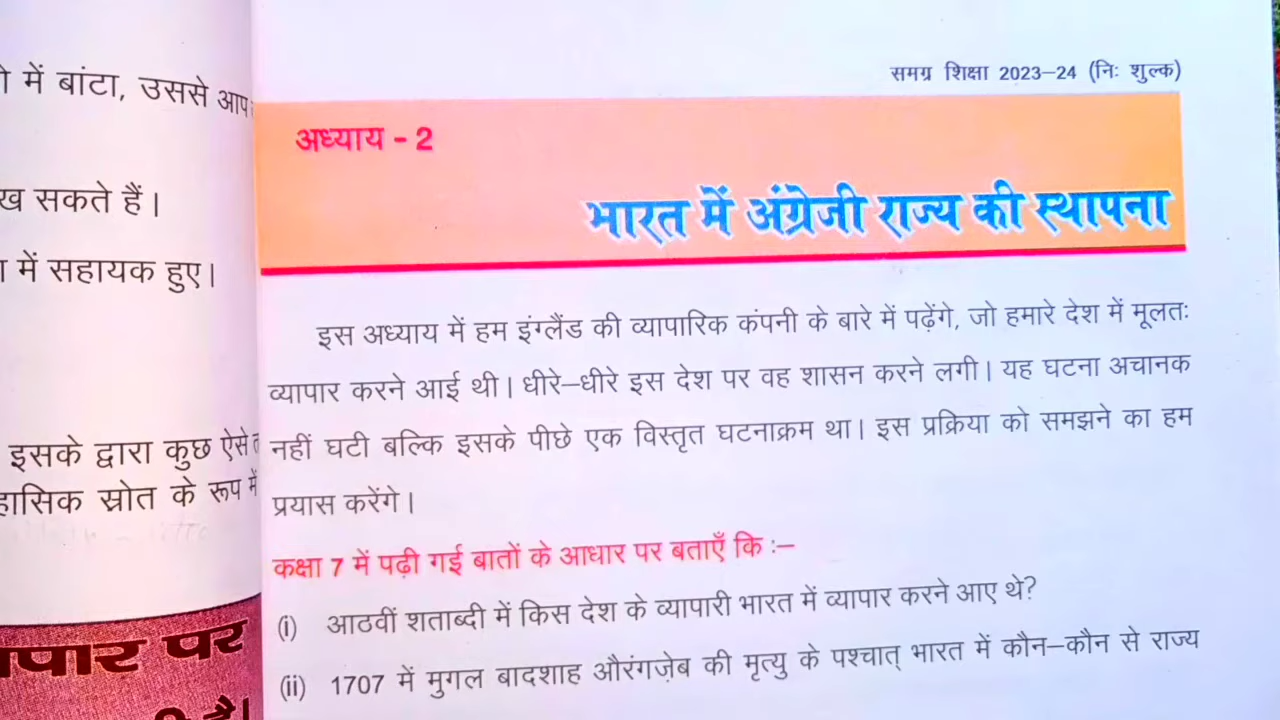 में बांटा, उससे आप
सकते हैं।
में सहायक हुए।
इसके द्वारा कुछ ऐसे
स्रोत के रूप में
पर
समग्र शिक्षा 2023–24 (निः शुल्क)
अध्याय - 2
भारत में अंग्रेजी राज्य की स्थापना
इस अध्याय में हम इंग्लैंड की व्यापारिक कंपनी के बारे में पढ़ेंगे, जो हमारे देश में मूलतः
व्यापार करने आई थी। धीरे–धीरे इस देश पर वह शासन करने लगी। यह घटना अचानक
नहीं घटी बल्कि इसके पीछे एक विस्तृत घटनाक्रम था। इस प्रक्रिया को समझने का हम
प्रयास करेंगे।
कक्षा 7 में पढ़ी गई बातों के आधार पर बताएँ कि :–
(i) आठवीं शताब्दी में किस देश के व्यापारी भारत में व्यापार करने आए थे?
(ii) 1707 में मुगल बादशाह औरंगज़ेब की मृत्यु के पश्चात् भारत में कौन–कौन से राज्य